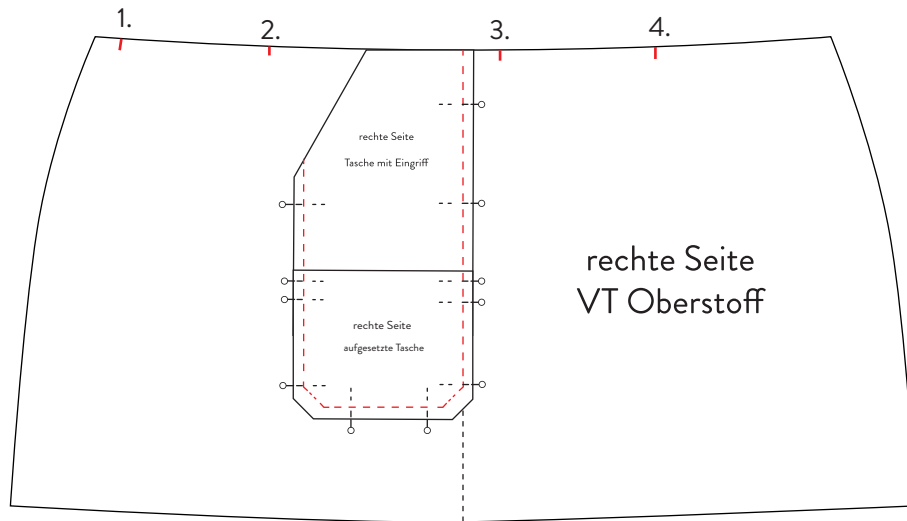 1.
2.
3.
4.
rechte Seite
Tasche mit Eingriff
rechte Seite
VT Oberstoff
rechte Seite
aufgesetzte Tasche